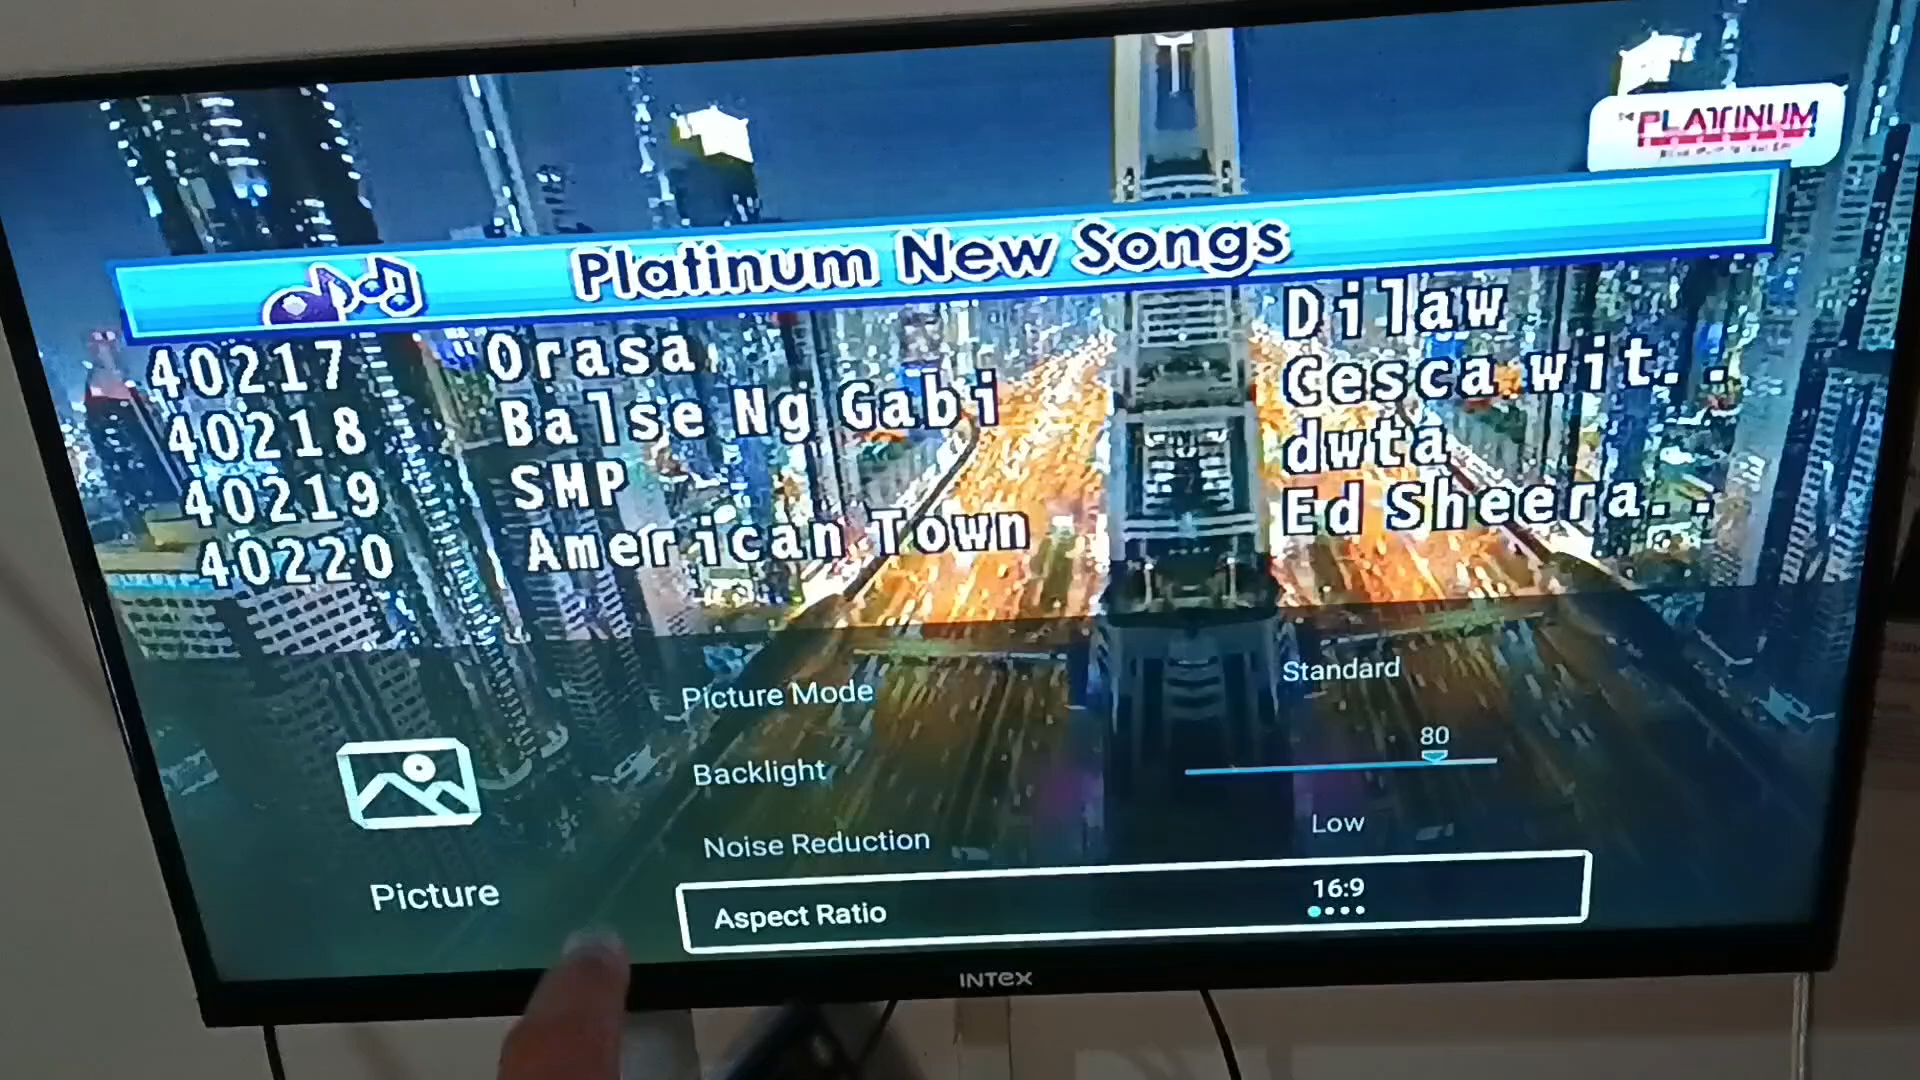 PLATINUM
Platinum New Songs
40217 Orasa Dilaw
40218 Balse Ng Gabi Cesca wit..
40219 SMP dwta
40220 American Town Ed Sheera..
Picture Mode Standard
Backlight 80
Noise Reduction Low
Picture
Aspect Ratio 16:9
INTEX